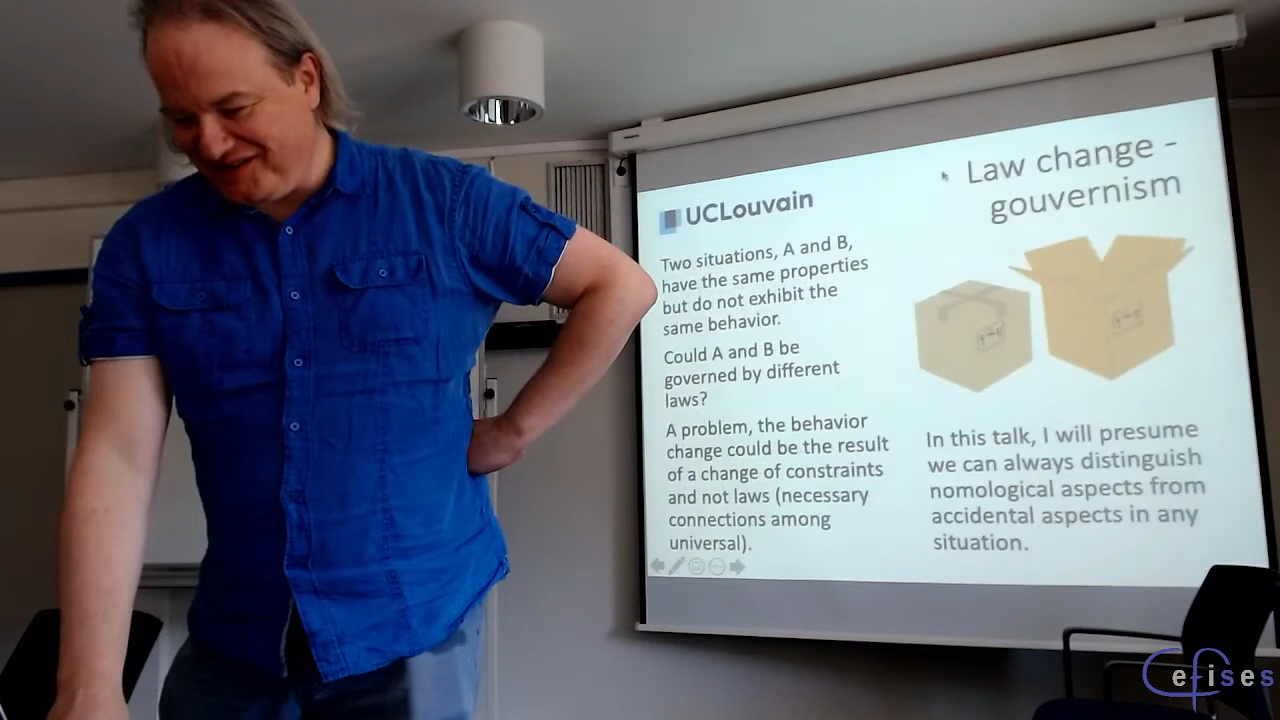 UCLouvain
Law change -
gouvernism
Two situations, A and B,
have the same properties
but do not exhibit the
same behavior.
Could A and B be
governed by different
laws?
A problem, the behavior
change could be the result
of a change of constraints
and not laws (necessary
connections among
universal).
In this talk, I will presume
we can always distinguish
nomological aspects from
accidental aspects in any
situation.
Cefises